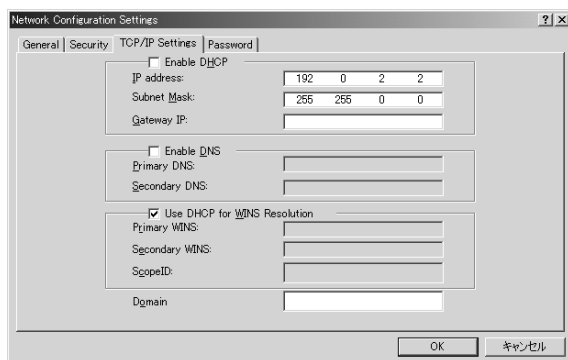 Network Configuration Settings
General Security TCP/IP Settings Password
Enable DHCP
IP address: 192 0 2 2
Subnet Mask: 255 255 0 0
Gateway IP:
Enable DNS
Primary DNS:
Secondary DNS:
Use DHCP for WINS Resolution
Primary WINS:
Secondary WINS:
ScopeID:
Domain
OK キャンセル